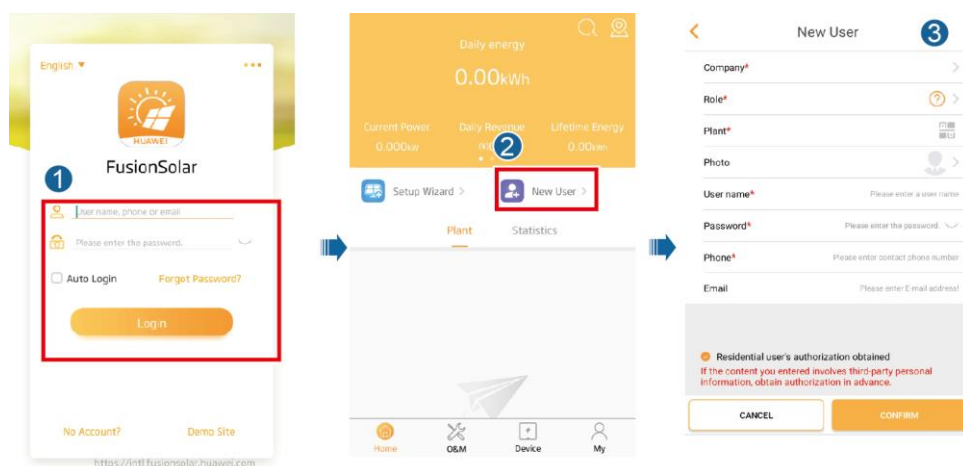 English
HUAWEI
FusionSolar
1
User name, phone or email
Please enter the password.
Auto Login Forgot Password?
Login
No Account? Demo Site
https://intl.fusionsolar.huawei.com
Daily energy
0.00kWh
Current Power Daily Revenue Lifetime Energy
0.000kW 0.00kWh
2
Setup Wizard > New User >
Plant Statistics
Home O&M Device My
New User 3
Company*
Role*
Plant*
Photo
User name* Please enter a user name
Password* Please enter the password.
Phone* Please enter contact phone number
Email Please enter E-mail address!
Residential user's authorization obtained
If the content you entered involves third-party personal
information, obtain authorization in advance.
CANCEL CONFIRM